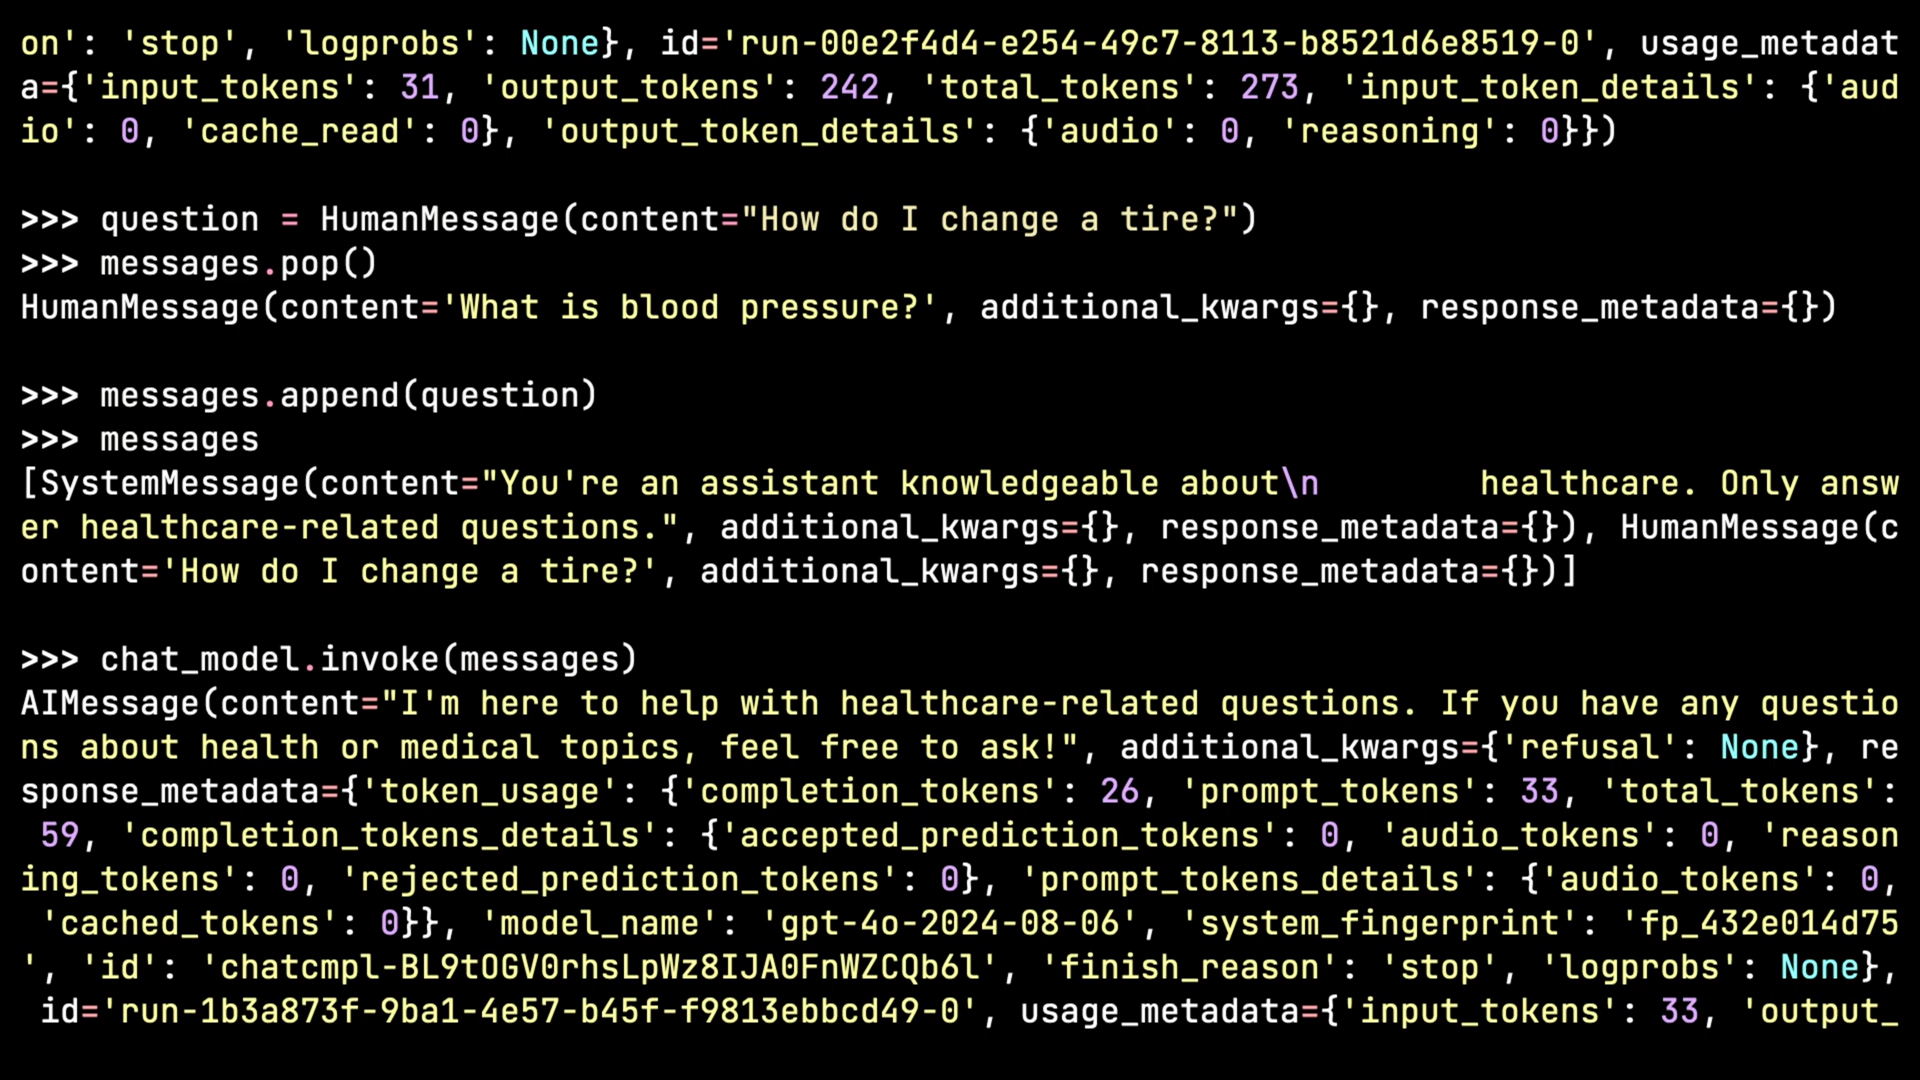 on': 'stop', 'logprobs': None}, id='run-00e2f4d4-e254-49c7-8113-b8521d6e8519-0', usage_metadat
a={'input_tokens': 31, 'output_tokens': 242, 'total_tokens': 273, 'input_token_details': {'aud
io': 0, 'cache_read': 0}, 'output_token_details': {'audio': 0, 'reasoning': 0}})
>>> question = HumanMessage(content="How do I change a tire?")
>>> messages.pop()
HumanMessage(content='What is blood pressure?', additional_kwargs={}, response_metadata={})
>>> messages.append(question)
>>> messages
[SystemMessage(content="You're an assistant knowledgeable about\n        healthcare. Only answ
er healthcare-related questions.", additional_kwargs={}, response_metadata={}), HumanMessage(c
ontent='How do I change a tire?', additional_kwargs={}, response_metadata={})]
>>> chat_model.invoke(messages)
AIMessage(content="I'm here to help with healthcare-related questions. If you have any questio
ns about health or medical topics, feel free to ask!", additional_kwargs={'refusal': None}, re
sponse_metadata={'token_usage': {'completion_tokens': 26, 'prompt_tokens': 33, 'total_tokens':
 59, 'completion_tokens_details': {'accepted_prediction_tokens': 0, 'audio_tokens': 0, 'reason
ing_tokens': 0, 'rejected_prediction_tokens': 0}, 'prompt_tokens_details': {'audio_tokens': 0,
 'cached_tokens': 0}}, 'model_name': 'gpt-4o-2024-08-06', 'system_fingerprint': 'fp_432e014d75
', 'id': 'chatcmpl-BL9tOGV0rhsLpWz8IJA0FnWZCQb6l', 'finish_reason': 'stop', 'logprobs': None},
 id='run-1b3a873f-9ba1-4e57-b45f-f9813ebbcd49-0', usage_metadata={'input_tokens': 33, 'output_